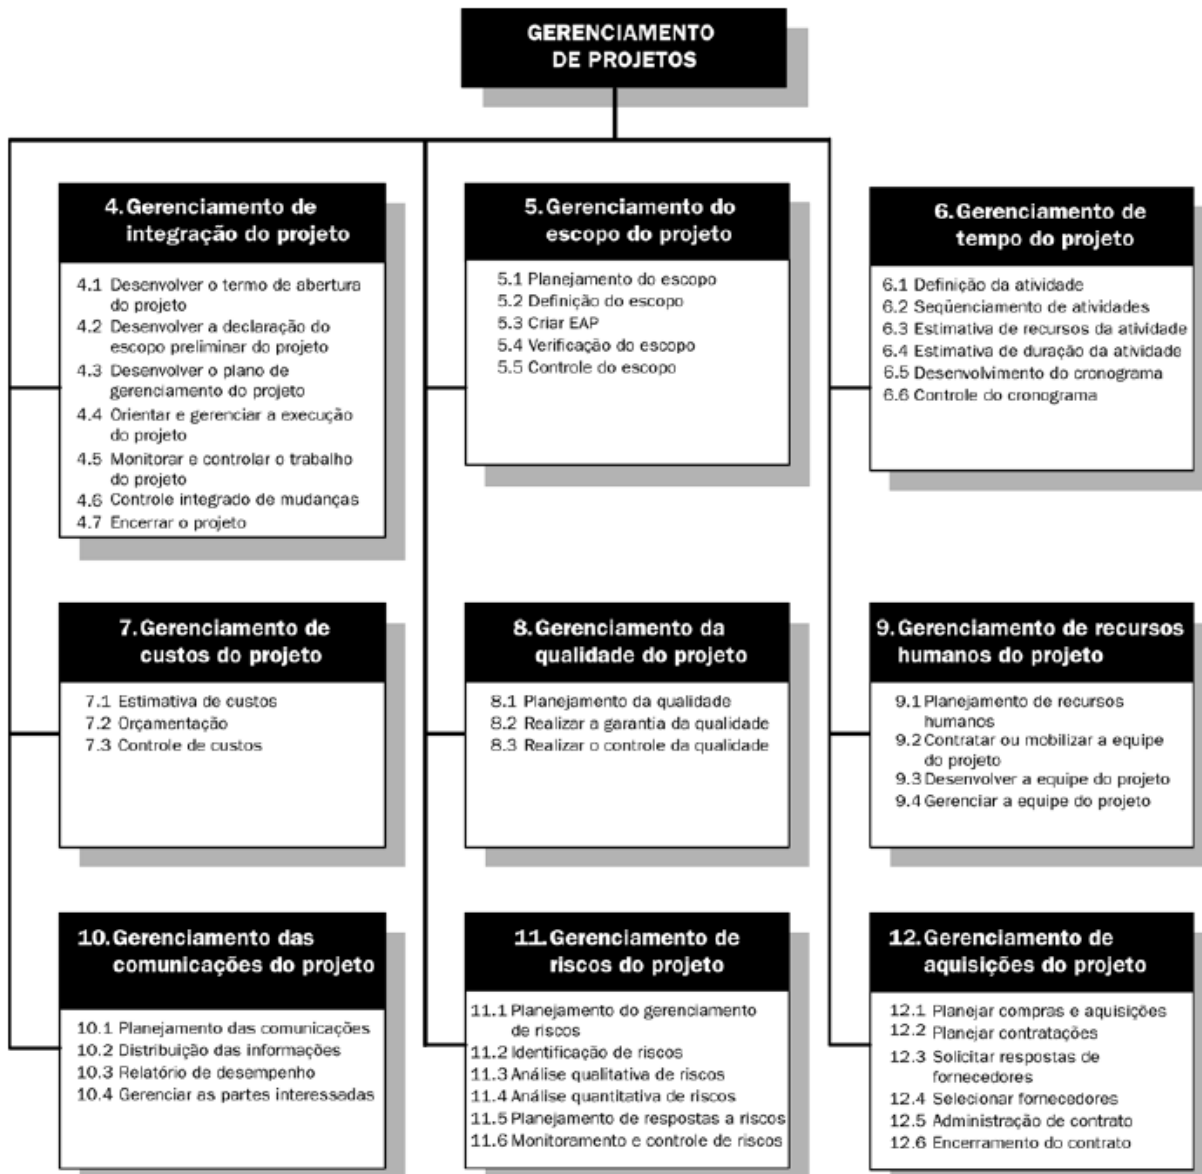 GERENCIAMENTO
DE PROJETOS
4. Gerenciamento de
integração do projeto
4.1 Desenvolver o termo de abertura
do projeto
4.2 Desenvolver a declaração do
escopo preliminar do projeto
4.3 Desenvolver o plano de
gerenciamento do projeto
4.4 Orientar e gerenciar a execução
do projeto
4.5 Monitorar e controlar o trabalho
do projeto
4.6 Controle integrado de mudanças
4.7 Encerrar o projeto
5. Gerenciamento do
escopo do projeto
5.1 Planejamento do escopo
5.2 Definição do escopo
5.3 Criar EAP
5.4 Verificação do escopo
5.5 Controle do escopo
6. Gerenciamento de
tempo do projeto
6.1 Definição da atividade
6.2 Seqüenciamento de atividades
6.3 Estimativa de recursos da atividade
6.4 Estimativa de duração da atividade
6.5 Desenvolvimento do cronograma
6.6 Controle do cronograma
7. Gerenciamento de
custos do projeto
7.1 Estimativa de custos
7.2 Orçamentação
7.3 Controle de custos
8. Gerenciamento da
qualidade do projeto
8.1 Planejamento da qualidade
8.2 Realizar a garantia da qualidade
8.3 Realizar o controle da qualidade
9. Gerenciamento de recursos
humanos do projeto
9.1 Planejamento de recursos
humanos
9.2 Contratar ou mobilizar a equipe
do projeto
9.3 Desenvolver a equipe do projeto
9.4 Gerenciar a equipe do projeto
10. Gerenciamento das
comunicações do projeto
10.1 Planejamento das comunicações
10.2 Distribuição das informações
10.3 Relatório de desempenho
10.4 Gerenciar as partes interessadas
11. Gerenciamento de
riscos do projeto
11.1 Planejamento do gerenciamento
de riscos
11.2 Identificação de riscos
11.3 Análise qualitativa de riscos
11.4 Análise quantitativa de riscos
11.5 Planejamento de respostas a riscos
11.6 Monitoramento e controle de riscos
12. Gerenciamento de
aquisições do projeto
12.1 Planejar compras e aquisições
12.2 Planejar contratações
12.3 Solicitar respostas de
fornecedores
12.4 Selecionar fornecedores
12.5 Administração de contrato
12.6 Encerramento do contrato